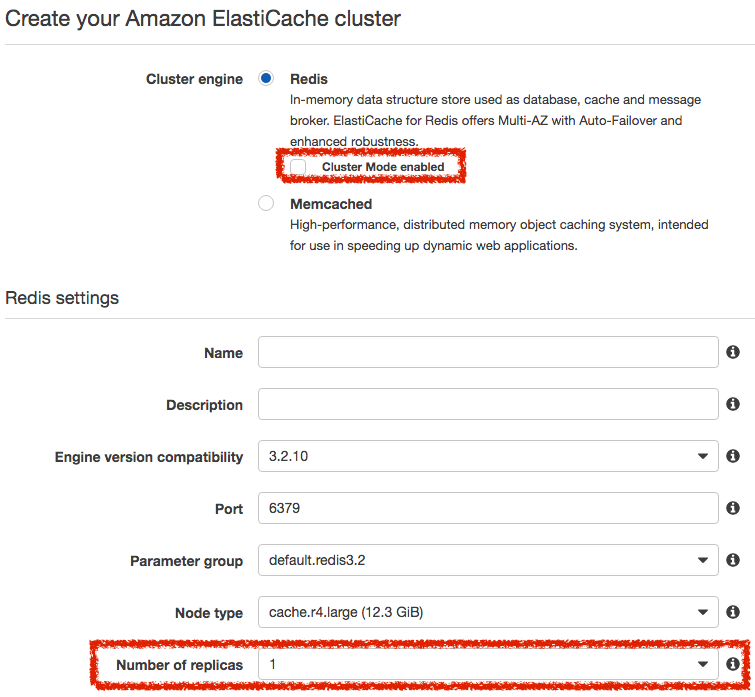 Create your Amazon ElastiCache cluster
Cluster engine
Redis
In-memory data structure store used as database, cache and message
broker. ElastiCache for Redis offers Multi-AZ with Auto-Failover and
enhanced robustness.
Cluster Mode enabled
Memcached
High-performance, distributed memory object caching system, intended
for use in speeding up dynamic web applications.
Redis settings
Name
Description
Engine version compatibility 3.2.10
Port 6379
Parameter group default.redis3.2
Node type cache.r4.large (12.3 GiB)
Number of replicas 1